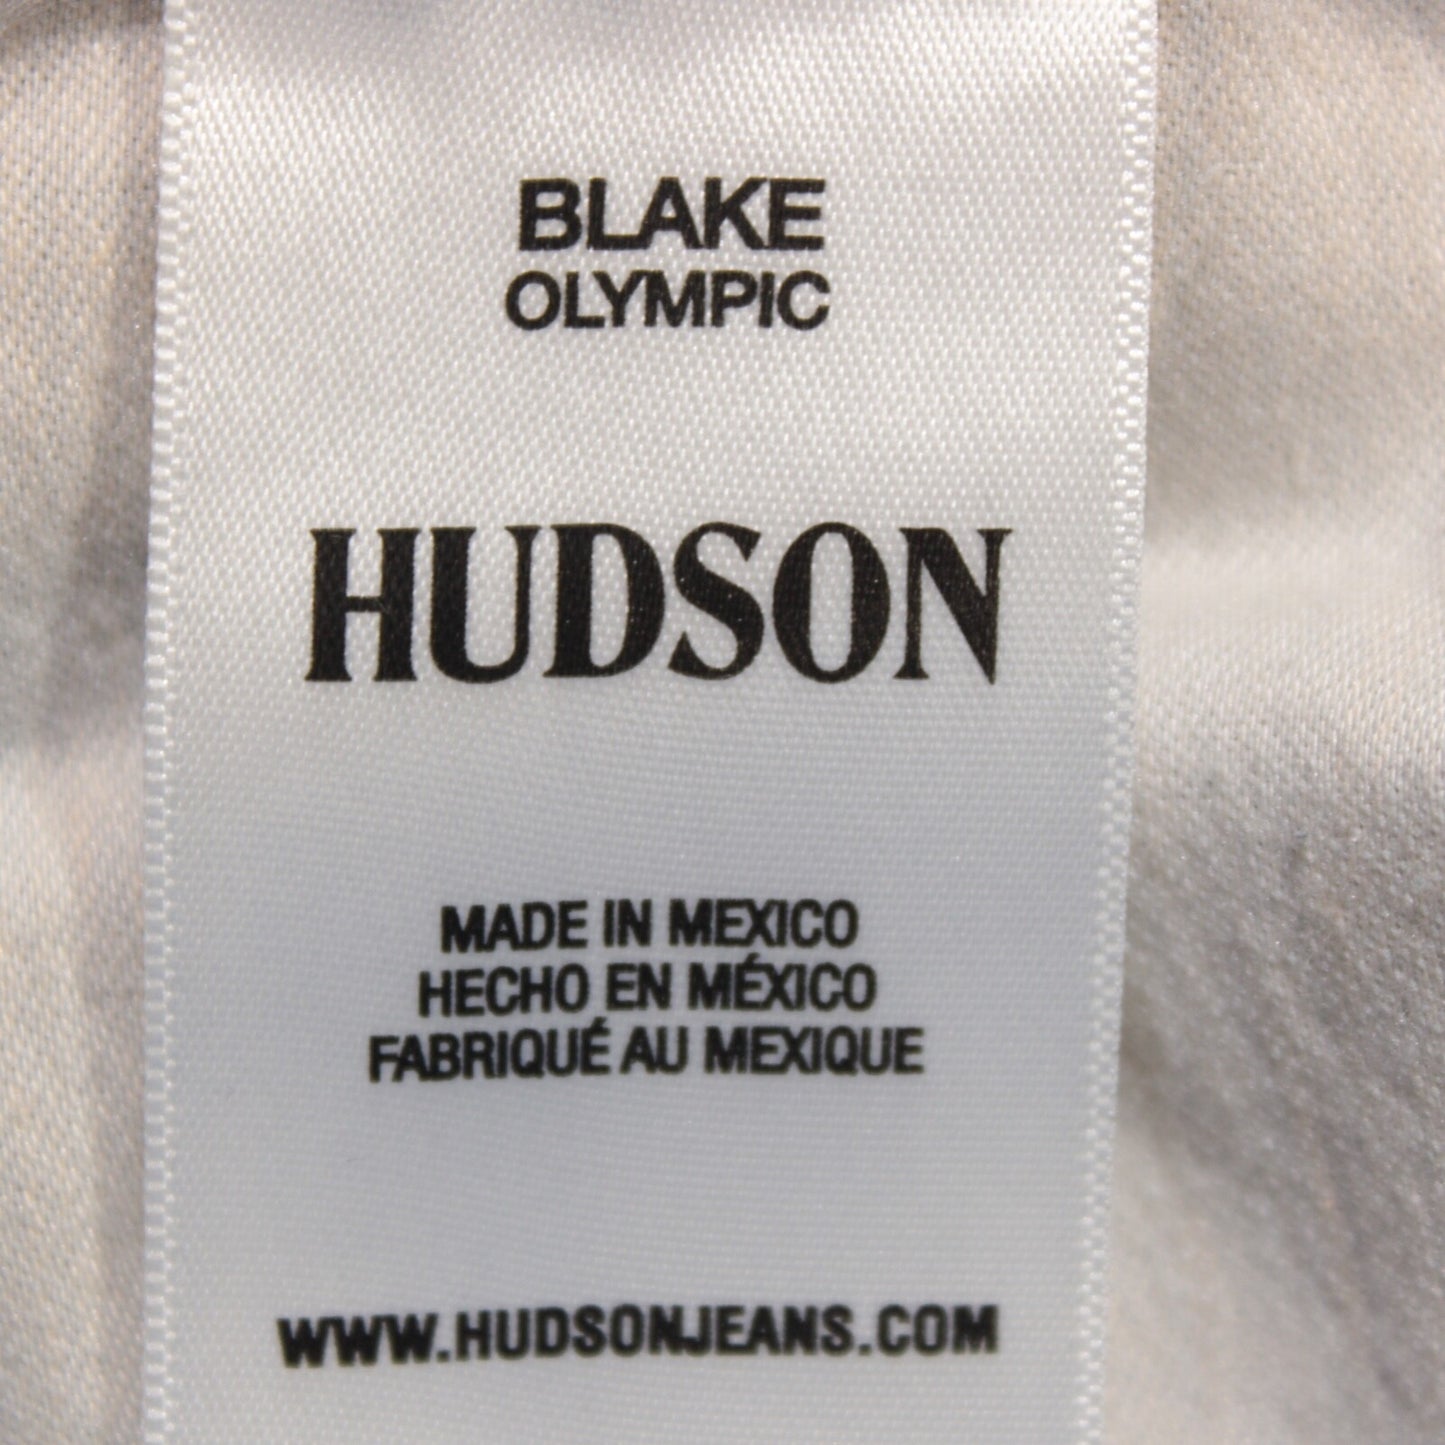 BLAKE
OLYMPIC
HUDSON
MADE IN MEXICO
HECHO EN MÉXICO
FABRIQUÉ AU MEXIQUE
WWW.HUDSONJEANS.COM